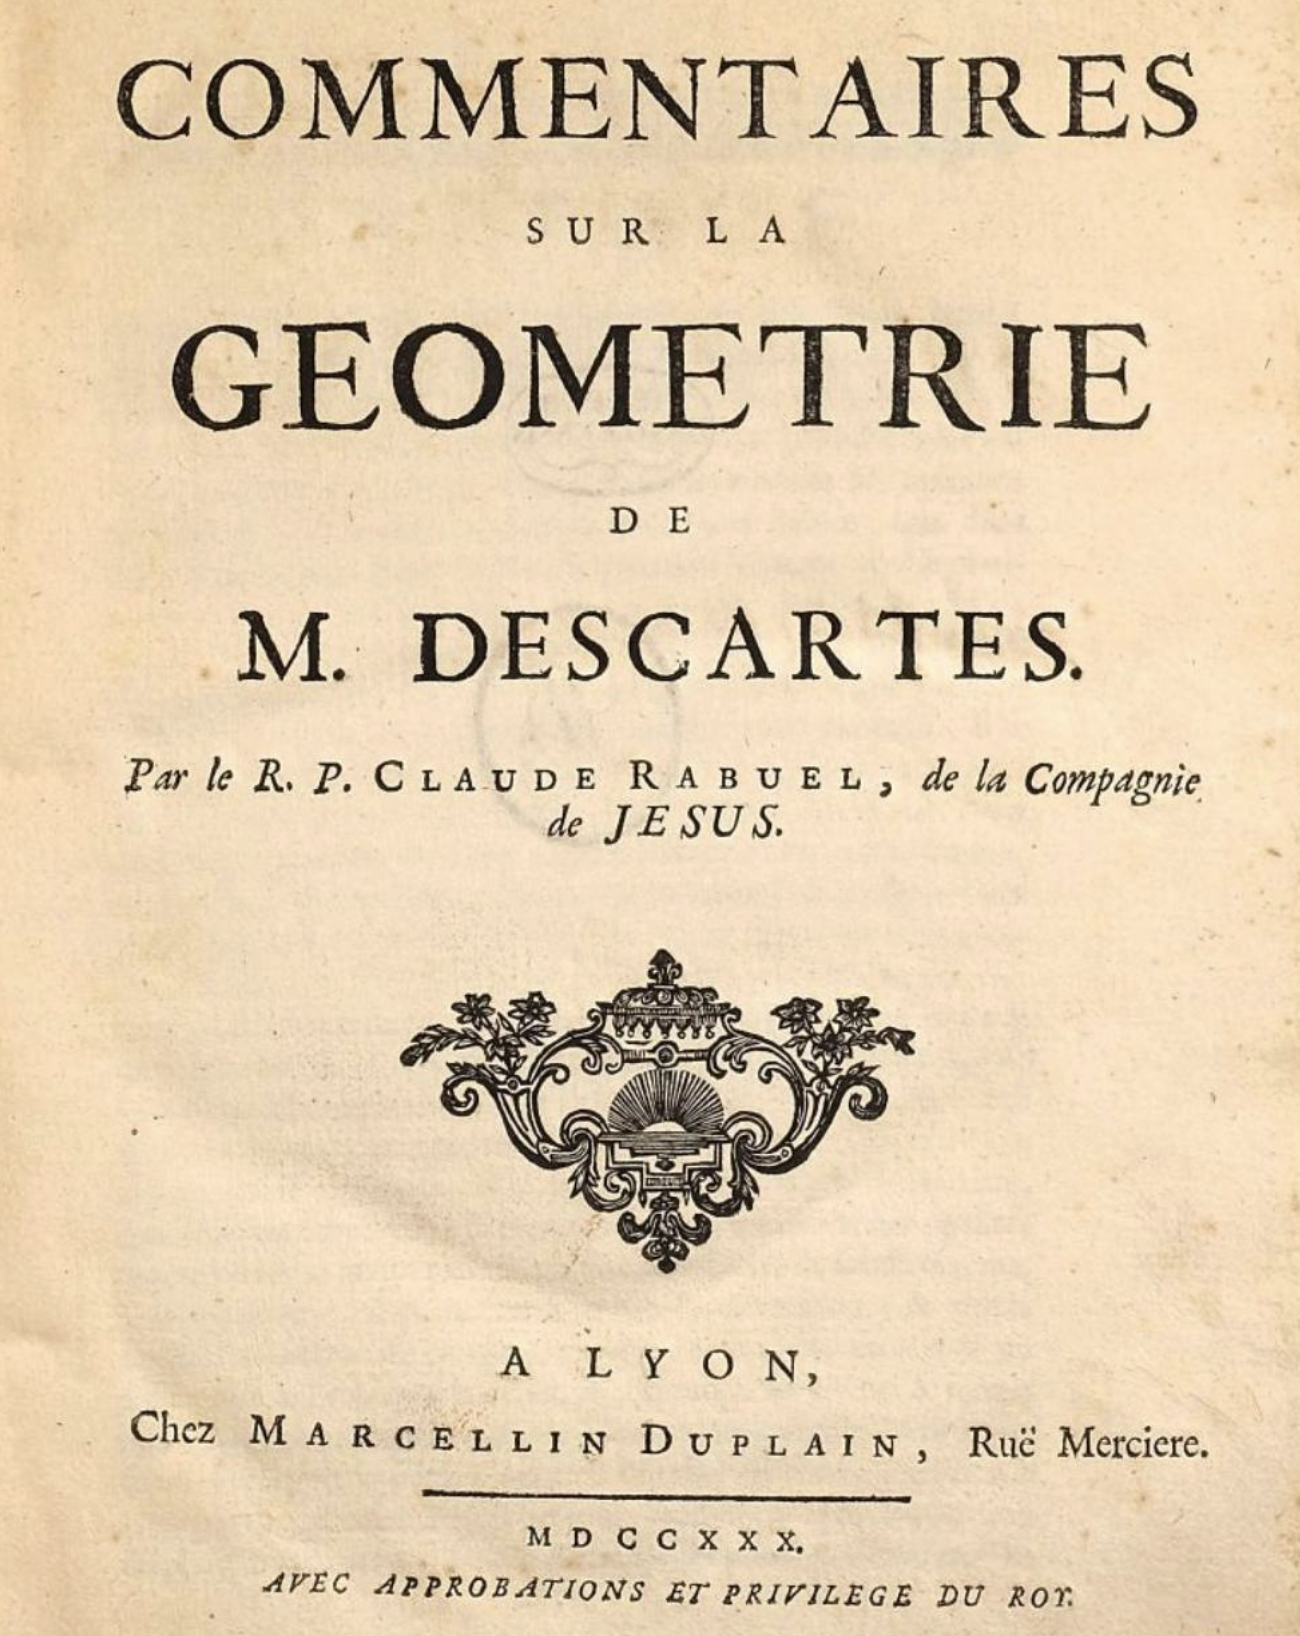 COMMENTAIRES
SUR LA
GEOMETRIE
DE
M. DESCARTES.
Par le R. P. CLAUDE RABUEL, de la Compagnie
de JESUS.
A LYON,
Chez MARCELLIN DUPLAIN, Ruë Merciere.
MDCCXXX.
AVEC APPROBATIONS ET PRIVILEGE DU ROY.